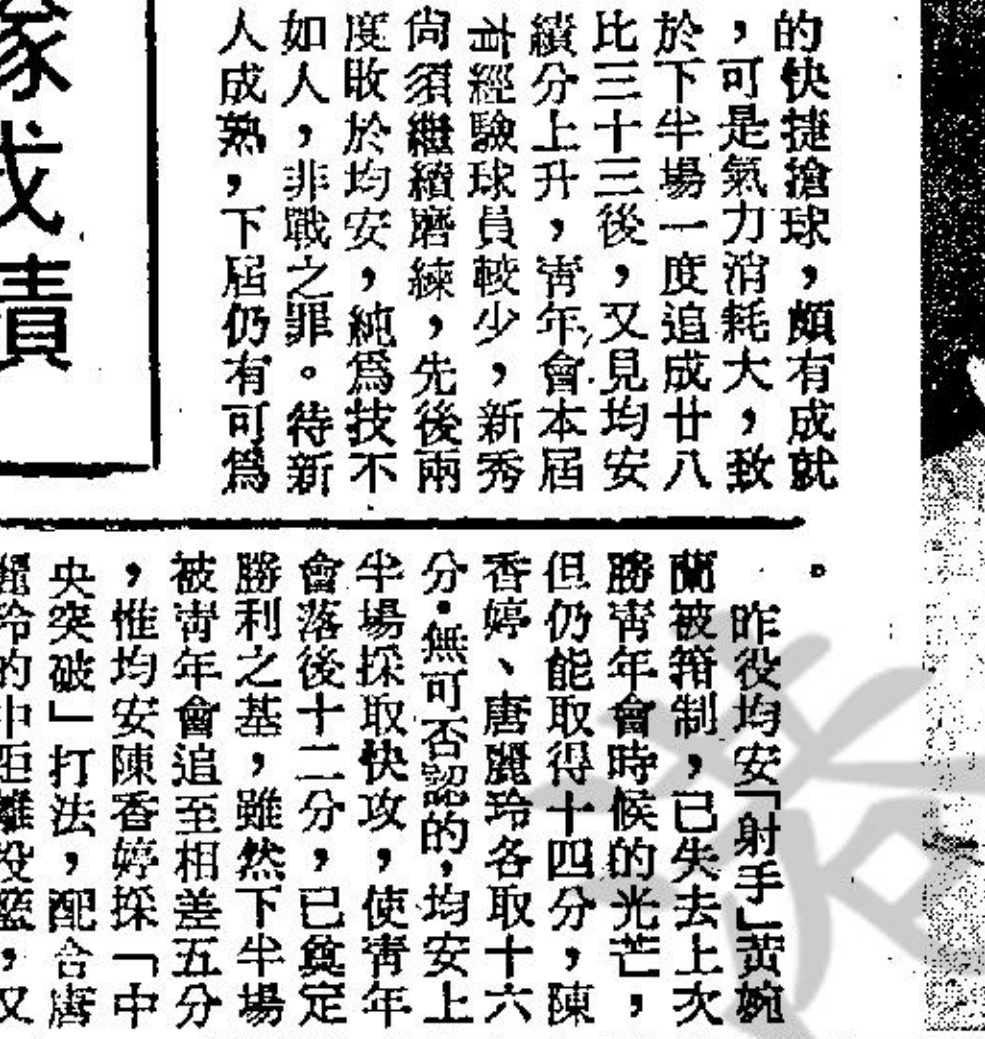 的快捷搶球，頗有成就
，可是氣力消耗大，致
於下半場一度追成廿八
比三十三後，又見均安
續分上升，靑年會本屆
經驗球員較少，新秀
尙須繼續磨練，先後兩
度敗於均安，純爲技不
如人，非戰之罪。待新
人成熟，下屆仍有可爲
。
昨役均安「射手」黃婉
蘭被箝制，已失去上次
勝靑年會時候的光芒，
但仍能取得十四分，陳
香婷、唐麗玲各取十六
分。無可否認的，均安上
半場採取快攻，使靑年
會落後十二分，已奠定
勝利之基，雖然下半場
被靑年會追至相差五分
，惟均安陳香婷採「中
央突破」打法，配合唐
麗玲的中距離投籃，又
成績